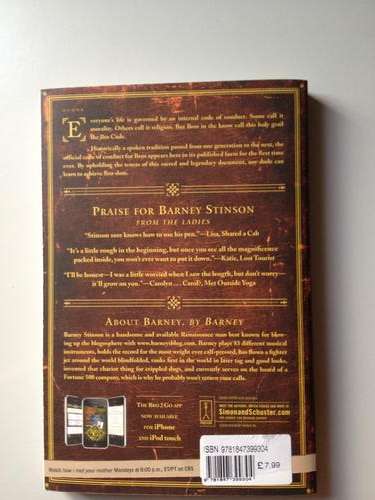 Everyone's life is governed by an internal code of conduct. Some call it
morality. Others call it religion. But Bros in the know call this holy grail
the Bro Code.
Historically a spoken tradition passed from one generation to the next, the
official code of conduct for Bros appears here in its published form for the first time
ever. By upholding the tenets of this sacred and legendary document, any dude can
learn to achieve Bro-dom.
PRAISE FOR BARNEY STINSON
FROM THE LADIES
"Stinson sure knows how to use his pen."—Lisa, Shared a Cab
"It's a little rough in the beginning, but once you see all the magnificence
packed inside, you won't ever want to put it down."—Katie, Lost Tourist
"I'll be honest—I was a little worried when I saw the length, but don't worry—
it'll grow on you."—Carolyn... Carol?, Met Outside Yoga
ABOUT BARNEY, BY BARNEY
Barney Stinson is a handsome and available Renaissance man best known for blow-
ing up the blogosphere with www.barneysblog.com. Barney plays 83 different musical
instruments, holds the record for the most weight ever calf-pressed, has flown a fighter
jet around the world blindfolded, ranks first in the world in laser tag and good looks,
invented that chariot thing for crippled dogs, and currently serves on the board of a
Fortune 500 company, which is why he probably won't return your calls.
THE BRO2GO APP
NOW AVAILABLE
FOR iPHONE
AND iPod touch
SimonandSchuster.com
ISBN 9781847399304
9 781847 399304
£7.99
Watch how i met your mother Mondays at 8:00 p.m., ET/PT on CBS